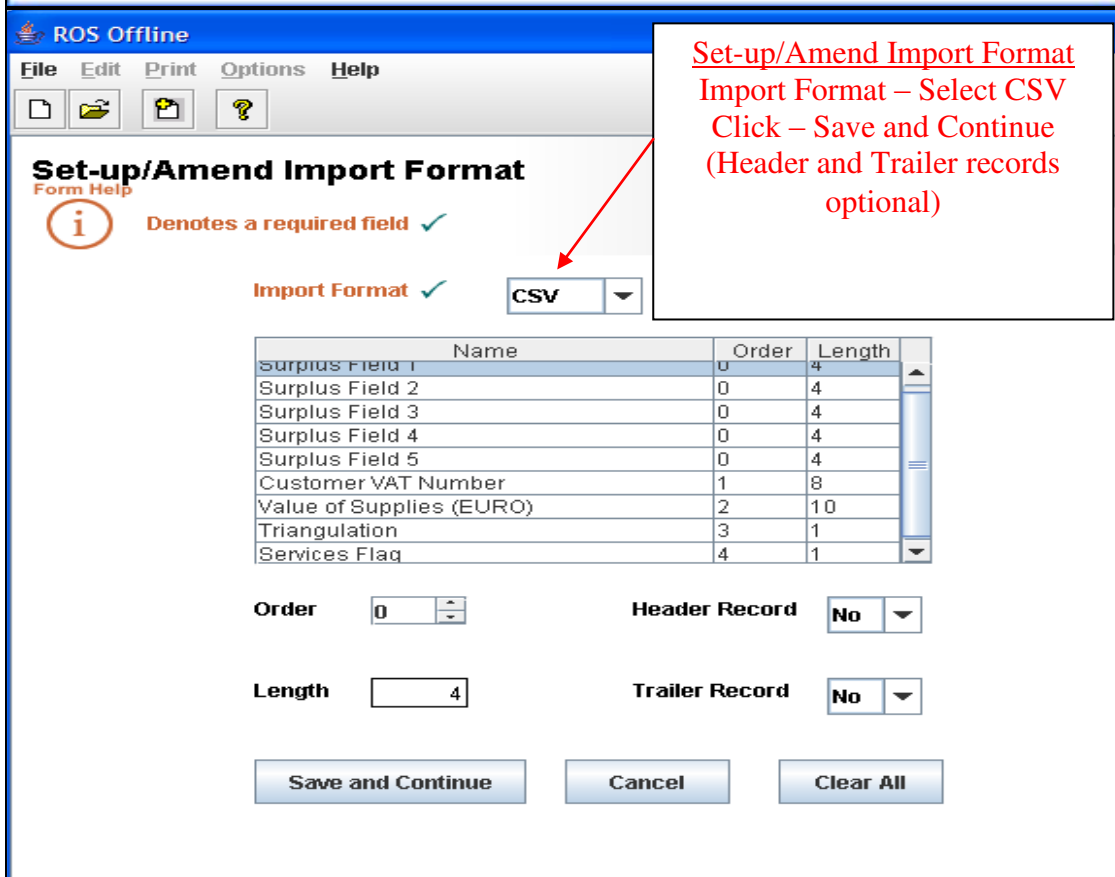 ROS Offline
File Edit Print Options Help
Set-up/Amend Import Format
Import Format – Select CSV
Click – Save and Continue
(Header and Trailer records
optional)
Set-up/Amend Import Format
Form Help
i Denotes a required field ✓
Import Format ✓ CSV
Name Order Length
Surplus Field 1 0 4
Surplus Field 2 0 4
Surplus Field 3 0 4
Surplus Field 4 0 4
Surplus Field 5 0 4
Customer VAT Number 1 8
Value of Supplies (EURO) 2 10
Triangulation 3 1
Services Flag 4 1
Order 0 Header Record No
Length 4 Trailer Record No
Save and Continue Cancel Clear All